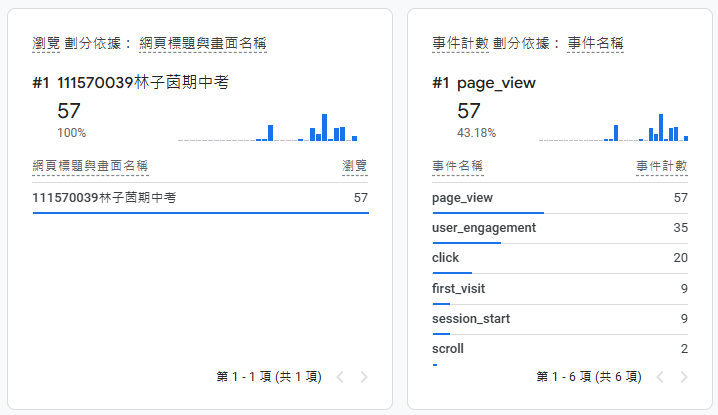 瀏覽 劃分依據： 網頁標題與畫面名稱
#1 111570039林子茵期中考
57
100%
網頁標題與畫面名稱 瀏覽
111570039林子茵期中考 57
第 1 - 1 項 (共 1 項)
事件計數 劃分依據： 事件名稱
#1 page_view
57
43.18%
事件名稱 事件計數
page_view 57
user_engagement 35
click 20
first_visit 9
session_start 9
scroll 2
第 1 - 6 項 (共 6 項)